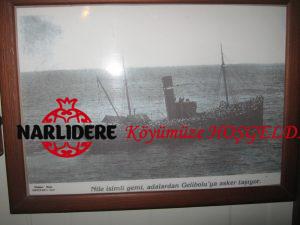 NARLIDERE Köyümüze HOŞGELD
Nile isimli gemi, adalardan Gelibolu'ya asker taşıyor.